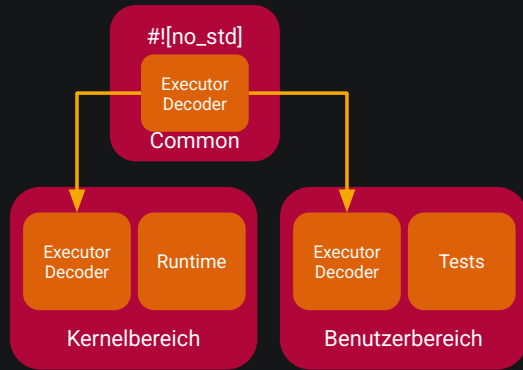 #![no_std]
Executor
Decoder
Common
Executor
Decoder
Runtime
Kernelbereich
Executor
Decoder
Tests
Benutzerbereich